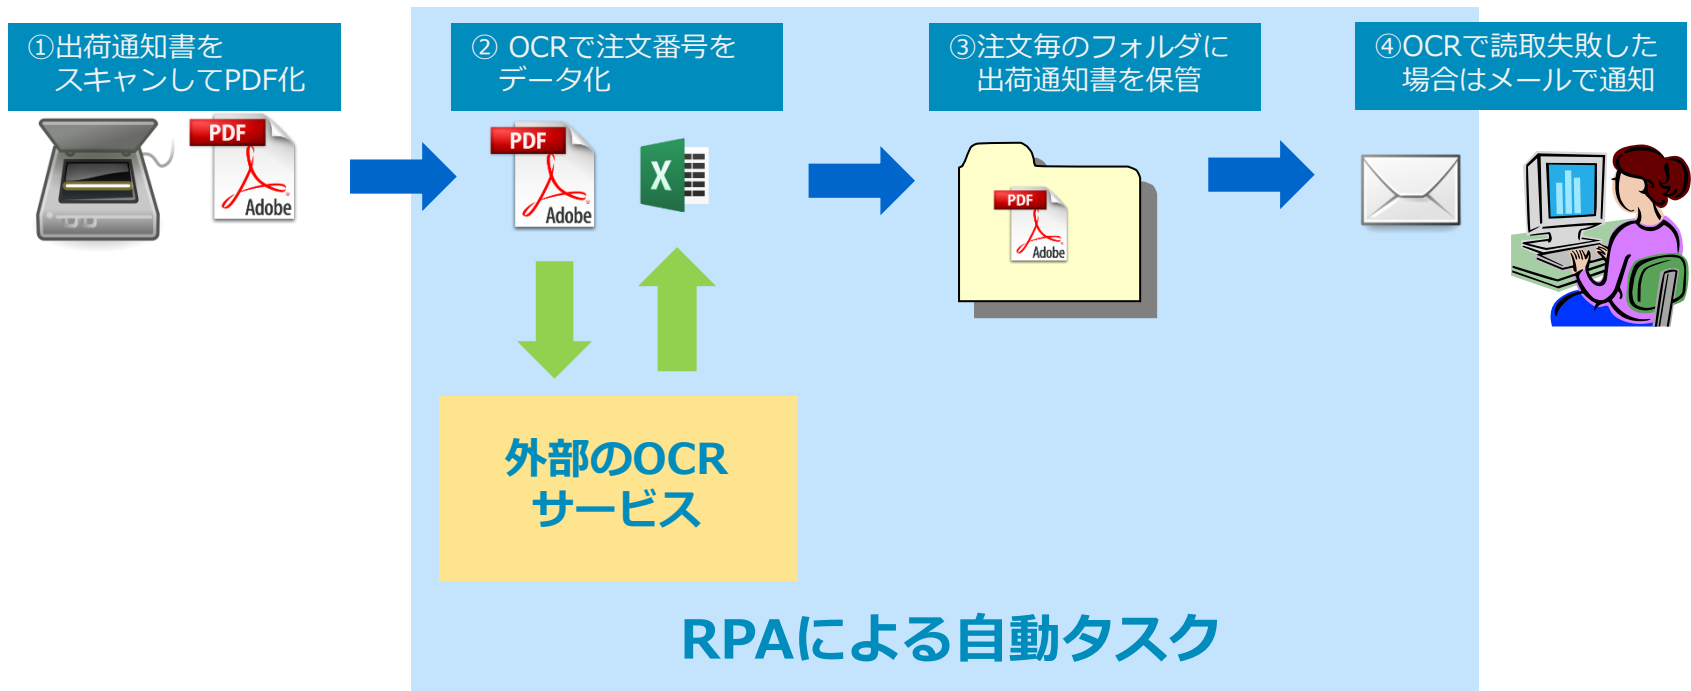 ①出荷通知書を
スキャンしてPDF化
② OCRで注文番号を
データ化
③注文毎のフォルダに
出荷通知書を保管
④OCRで読取失敗した
場合はメールで通知
PDF
Adobe
PDF
Adobe
X
PDF
Adobe
外部のOCR
サービス
RPAによる自動タスク